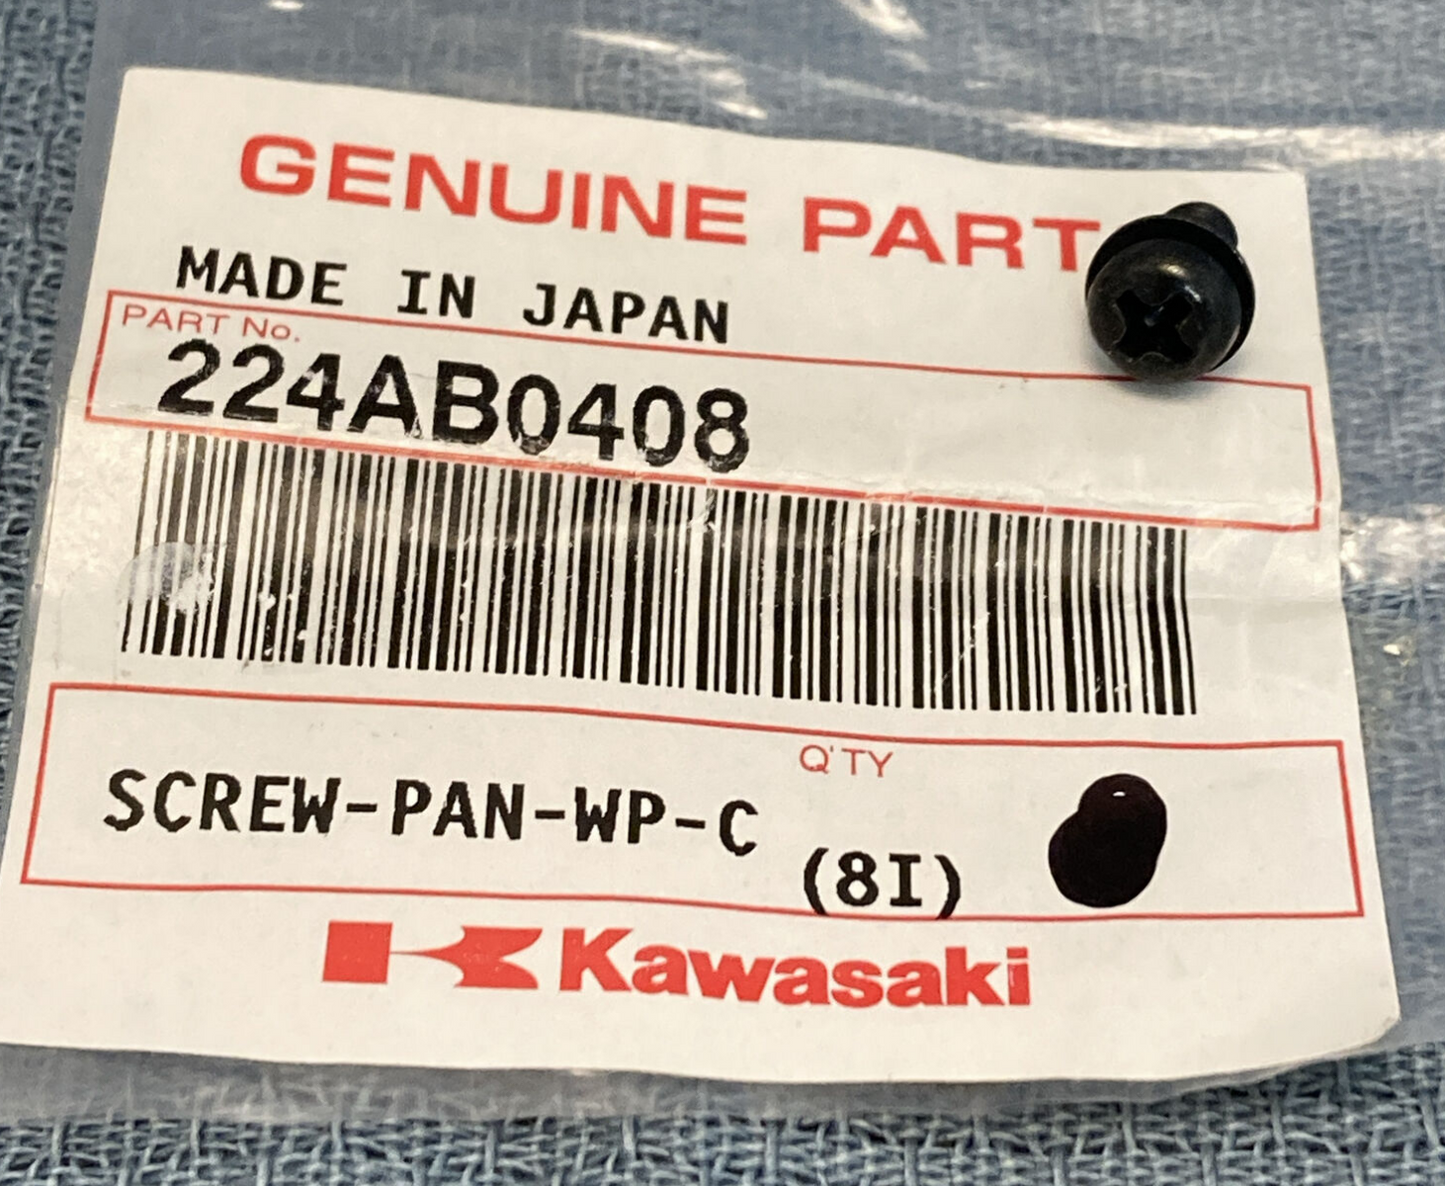 GENUINE PART
MADE IN JAPAN
PART No.
224AB0408
Q'TY
SCREW-PAN-WP-C
(8I)
Kawasaki